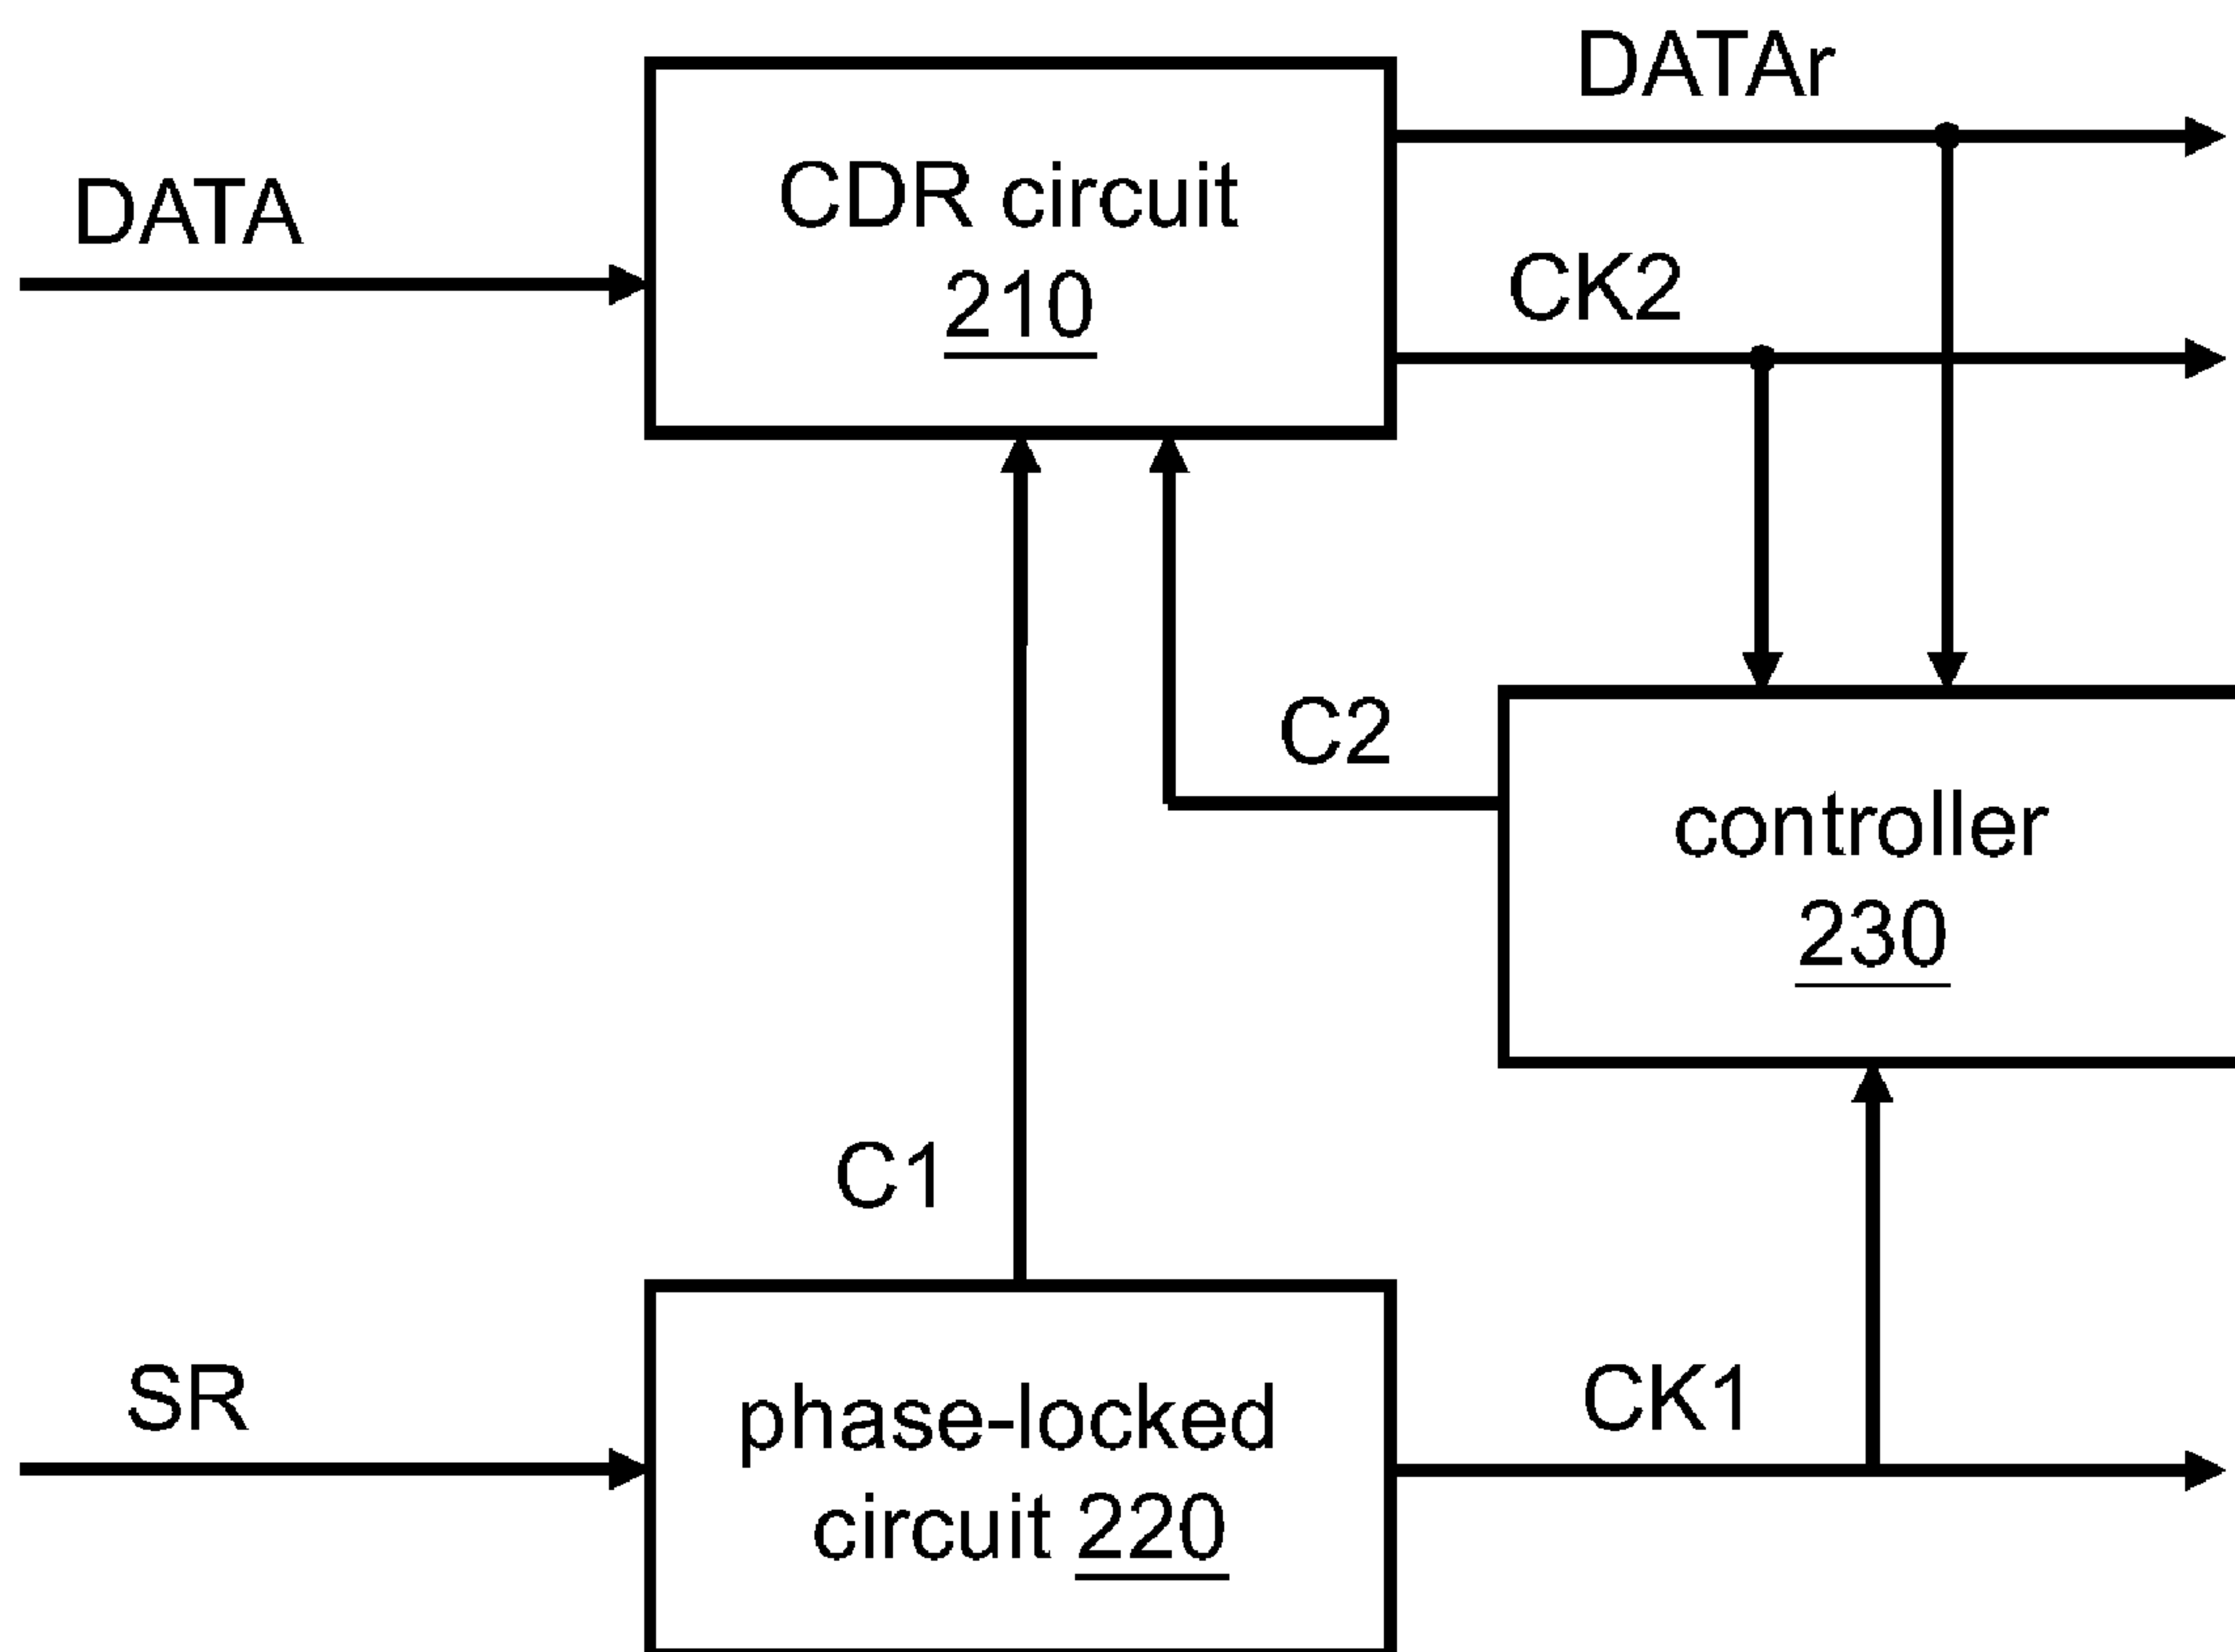 DATAr
DATA
CDR circuit
210
CK2
C2
controller
230
C1
SR
phase-locked
circuit 220
CK1